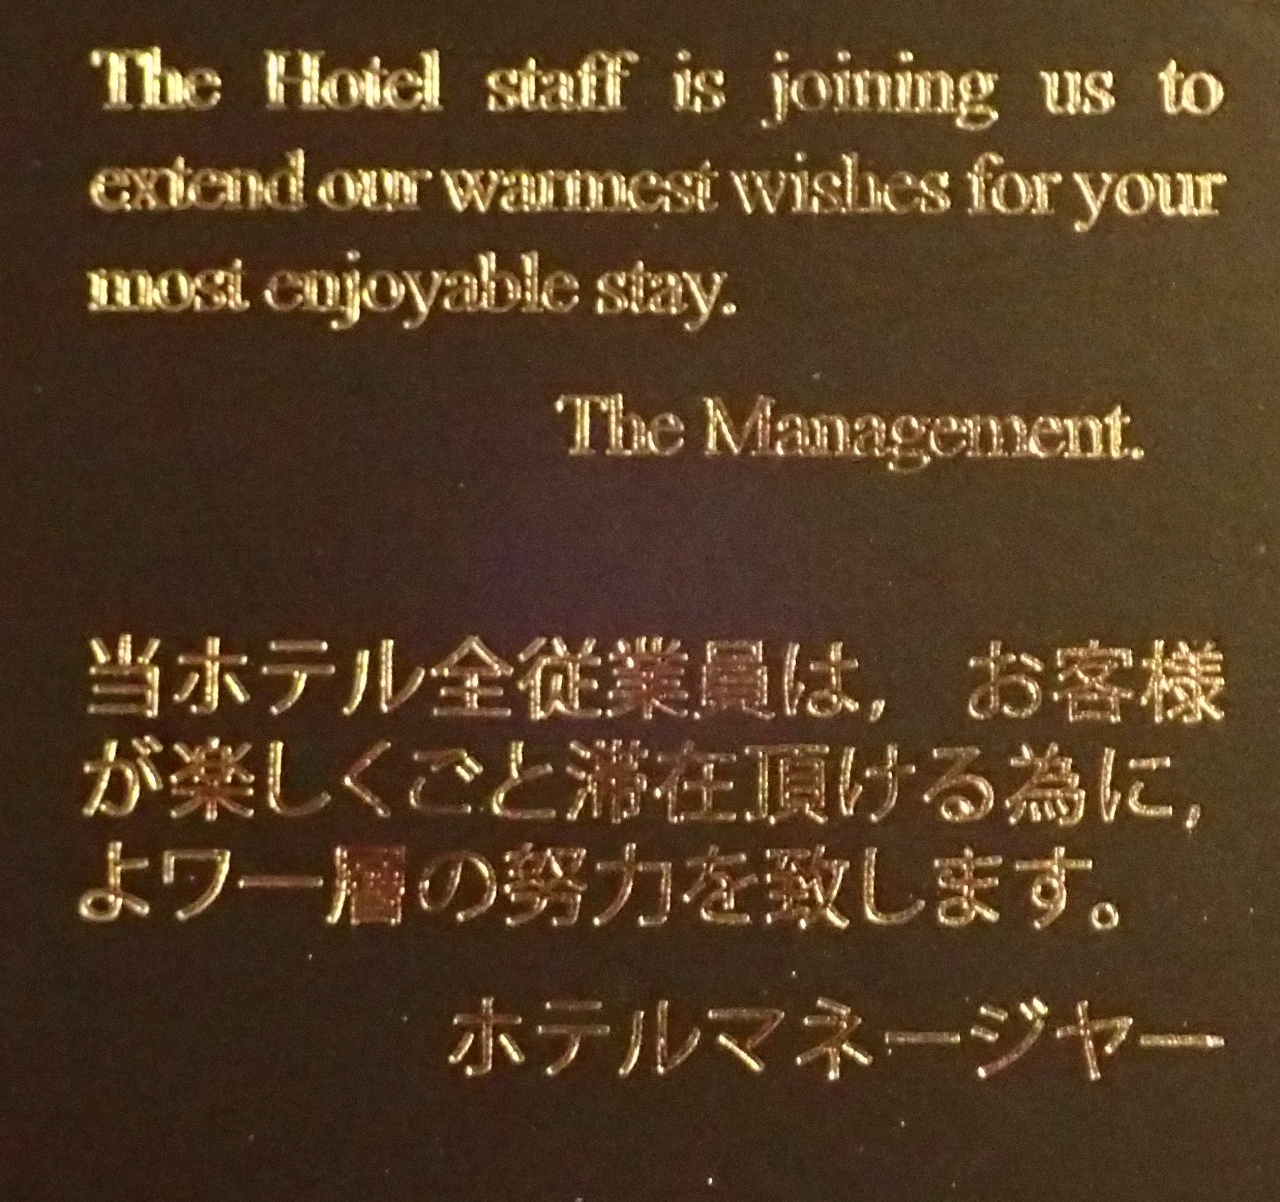 The Hotel staff is joining us to
extend our warmest wishes for your
most enjoyable stay.
The Management.
当ホテル全従業員は， お客様
が楽しくごと滞在頂ける為に，
よワ一層の努力を致します。
ホテルマネージャー